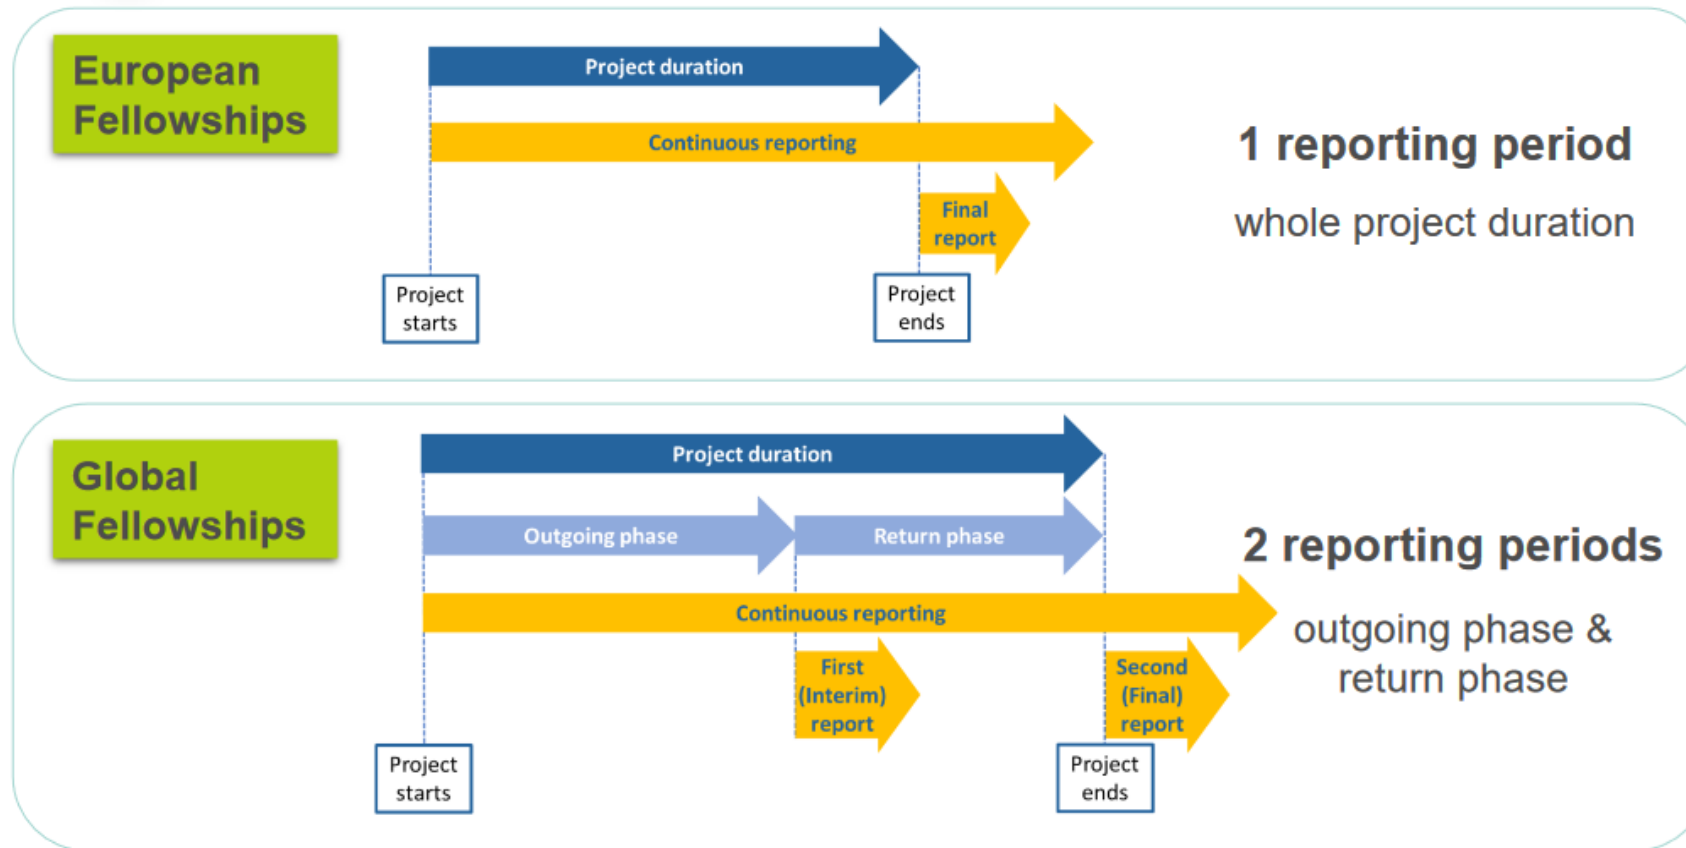 European
Fellowships
Project duration
Continuous reporting
Final
report
Project
starts
Project
ends
1 reporting period
whole project duration
Global
Fellowships
Project duration
Outgoing phase
Return phase
Continuous reporting
First
(Interim)
report
Second
(Final)
report
Project
starts
Project
ends
2 reporting periods
outgoing phase &
return phase